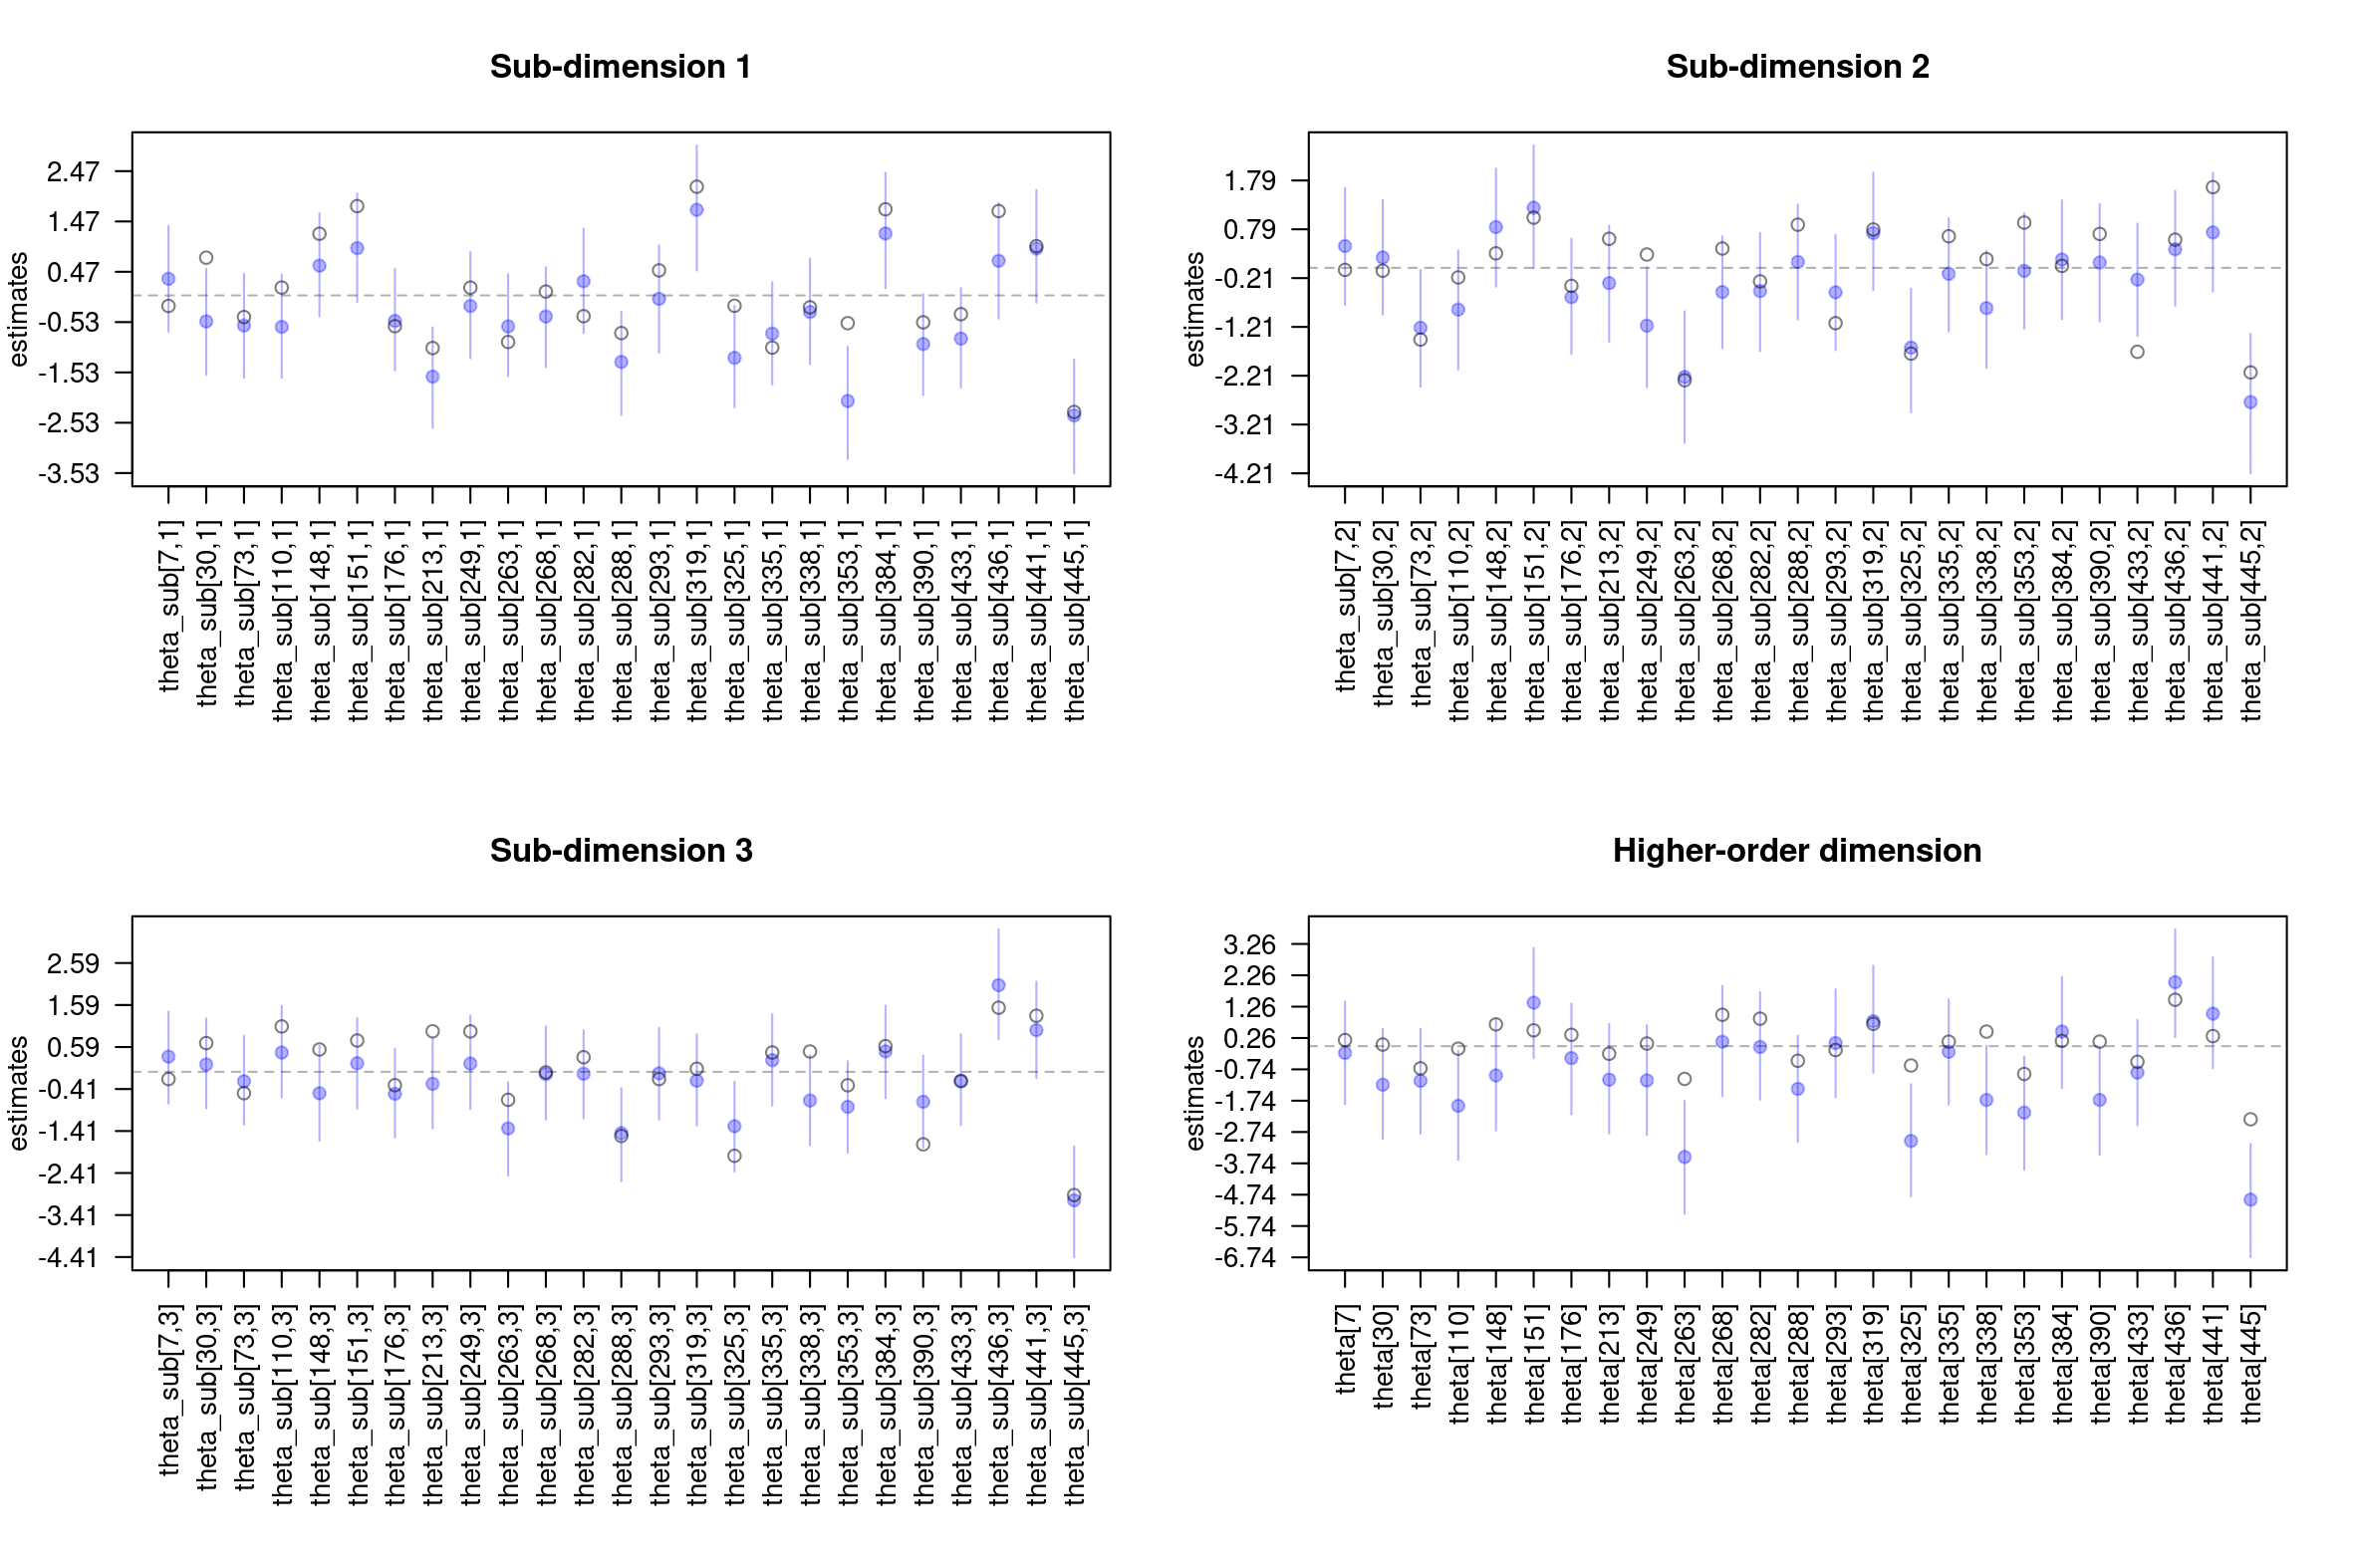 Sub-dimension 1
estimates
2.47
1.47
0.47
-0.53
-1.53
-2.53
-3.53
theta_sub[7,1]
theta_sub[30,1]
theta_sub[73,1]
theta_sub[110,1]
theta_sub[148,1]
theta_sub[151,1]
theta_sub[176,1]
theta_sub[213,1]
theta_sub[249,1]
theta_sub[263,1]
theta_sub[268,1]
theta_sub[282,1]
theta_sub[288,1]
theta_sub[293,1]
theta_sub[319,1]
theta_sub[325,1]
theta_sub[335,1]
theta_sub[338,1]
theta_sub[353,1]
theta_sub[384,1]
theta_sub[390,1]
theta_sub[433,1]
theta_sub[436,1]
theta_sub[441,1]
theta_sub[445,1]
Sub-dimension 2
estimates
1.79
0.79
-0.21
-1.21
-2.21
-3.21
-4.21
theta_sub[7,2]
theta_sub[30,2]
theta_sub[73,2]
theta_sub[110,2]
theta_sub[148,2]
theta_sub[151,2]
theta_sub[176,2]
theta_sub[213,2]
theta_sub[249,2]
theta_sub[263,2]
theta_sub[268,2]
theta_sub[282,2]
theta_sub[288,2]
theta_sub[293,2]
theta_sub[319,2]
theta_sub[325,2]
theta_sub[335,2]
theta_sub[338,2]
theta_sub[353,2]
theta_sub[384,2]
theta_sub[390,2]
theta_sub[433,2]
theta_sub[436,2]
theta_sub[441,2]
theta_sub[445,2]
Sub-dimension 3
estimates
2.59
1.59
0.59
-0.41
-1.41
-2.41
-3.41
-4.41
theta_sub[7,3]
theta_sub[30,3]
theta_sub[73,3]
theta_sub[110,3]
theta_sub[148,3]
theta_sub[151,3]
theta_sub[176,3]
theta_sub[213,3]
theta_sub[249,3]
theta_sub[263,3]
theta_sub[268,3]
theta_sub[282,3]
theta_sub[288,3]
theta_sub[293,3]
theta_sub[319,3]
theta_sub[325,3]
theta_sub[335,3]
theta_sub[338,3]
theta_sub[353,3]
theta_sub[384,3]
theta_sub[390,3]
theta_sub[433,3]
theta_sub[436,3]
theta_sub[441,3]
theta_sub[445,3]
Higher-order dimension
estimates
3.26
2.26
1.26
0.26
-0.74
-1.74
-2.74
-3.74
-4.74
-5.74
-6.74
theta[7]
theta[30]
theta[73]
theta[110]
theta[148]
theta[151]
theta[176]
theta[213]
theta[249]
theta[263]
theta[268]
theta[282]
theta[288]
theta[293]
theta[319]
theta[325]
theta[335]
theta[338]
theta[353]
theta[384]
theta[390]
theta[433]
theta[436]
theta[441]
theta[445]